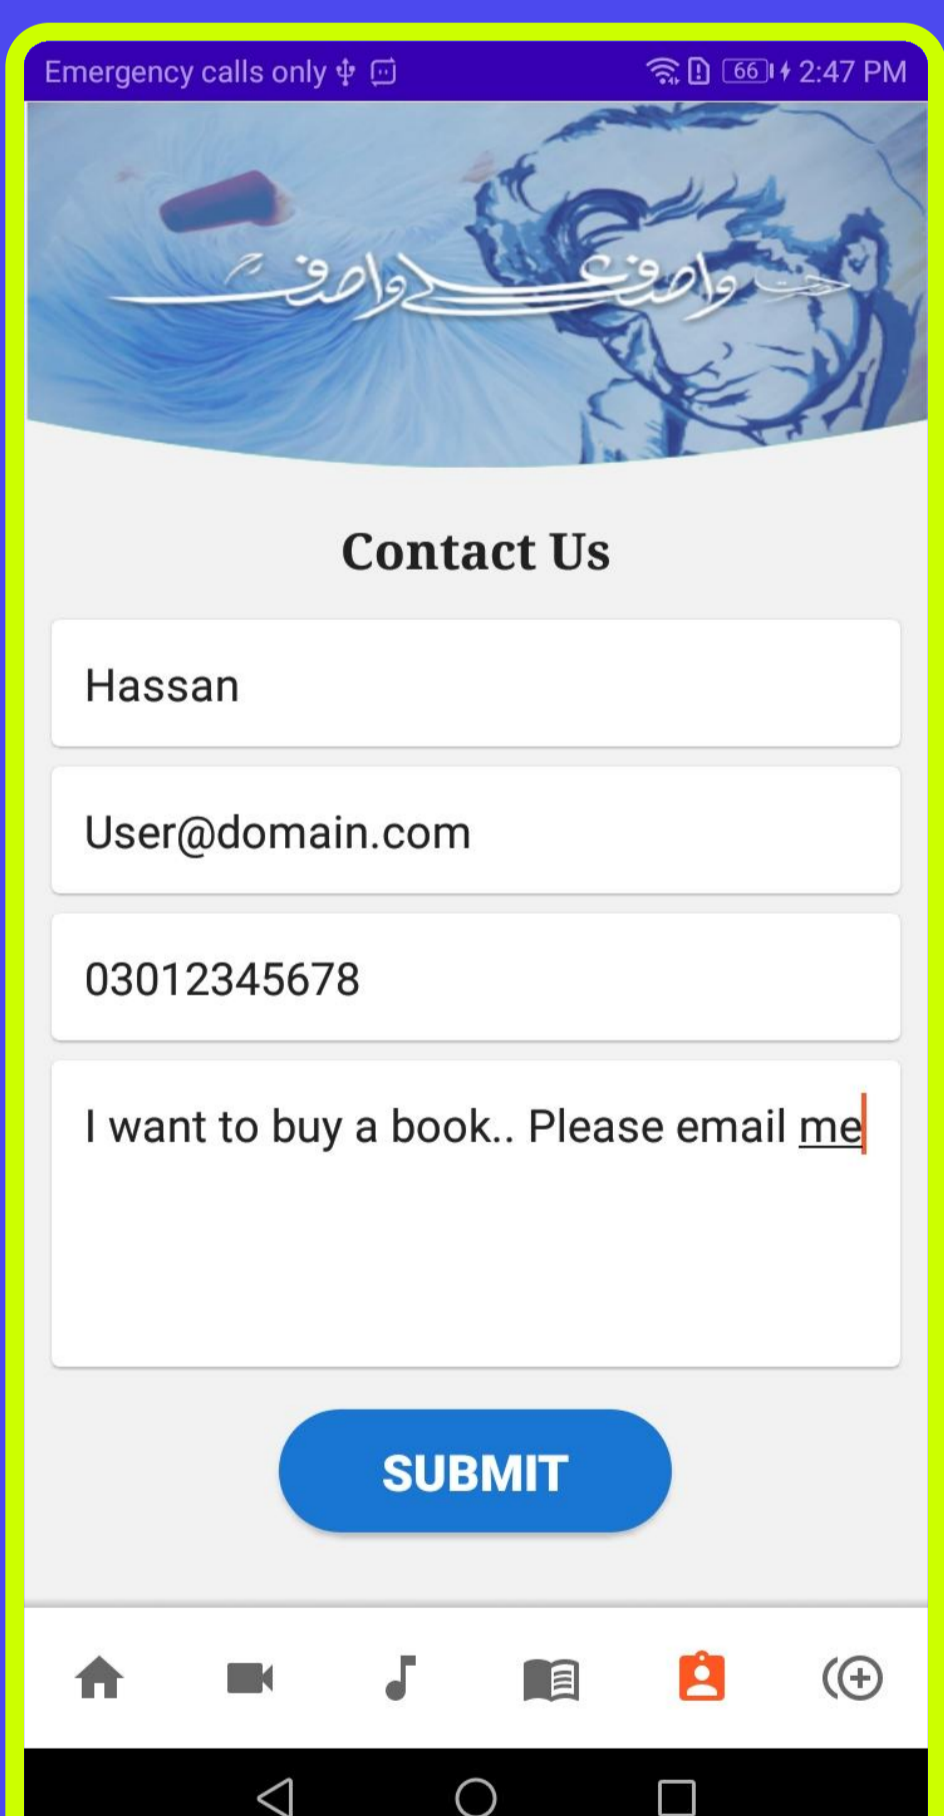 Emergency calls only 66 2:47 PM
واصف علی واصف
Contact Us
Hassan
User@domain.com
03012345678
I want to buy a book.. Please email me
SUBMIT